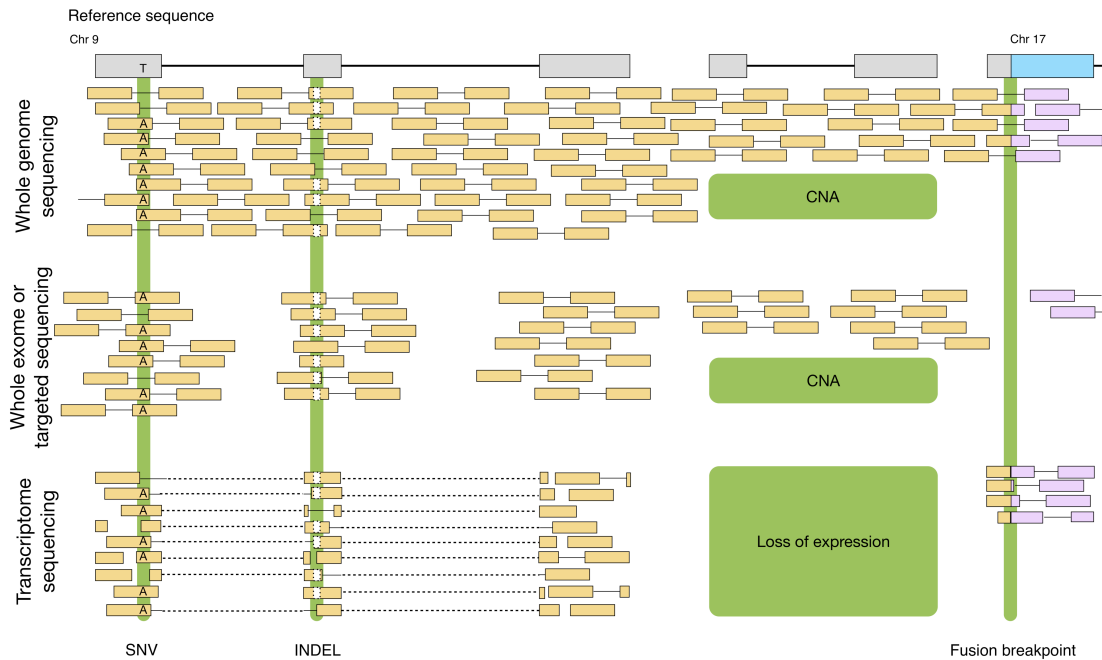 Reference sequence
Chr 9
Chr 17
T
Whole genome
sequencing
A
A
A
A
A
A
A
CNA
Whole exome or
targeted sequencing
A
A
A
A
A
A
CNA
Transcriptome
sequencing
A
A
A
A
A
A
Loss of expression
SNV
INDEL
Fusion breakpoint